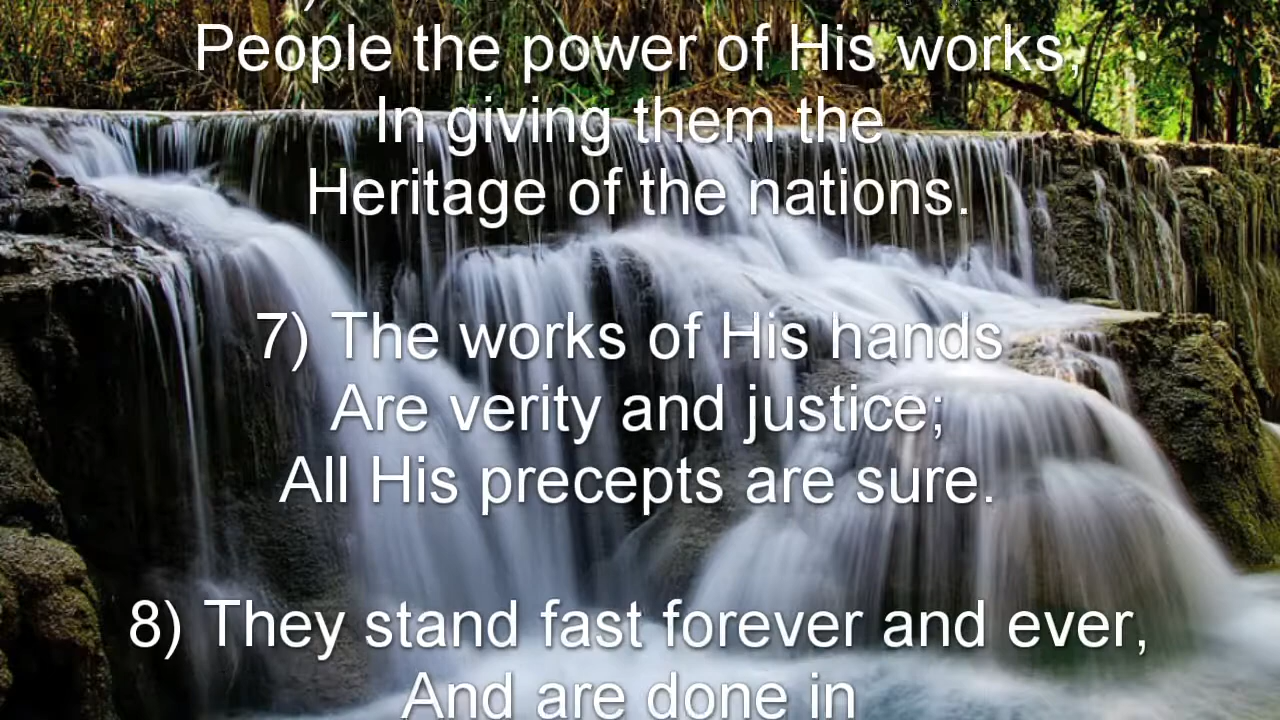 People the power of His works,
In giving them the
Heritage of the nations.
7) The works of His hands
Are verity and justice;
All His precepts are sure.
8) They stand fast forever and ever,
And are done in